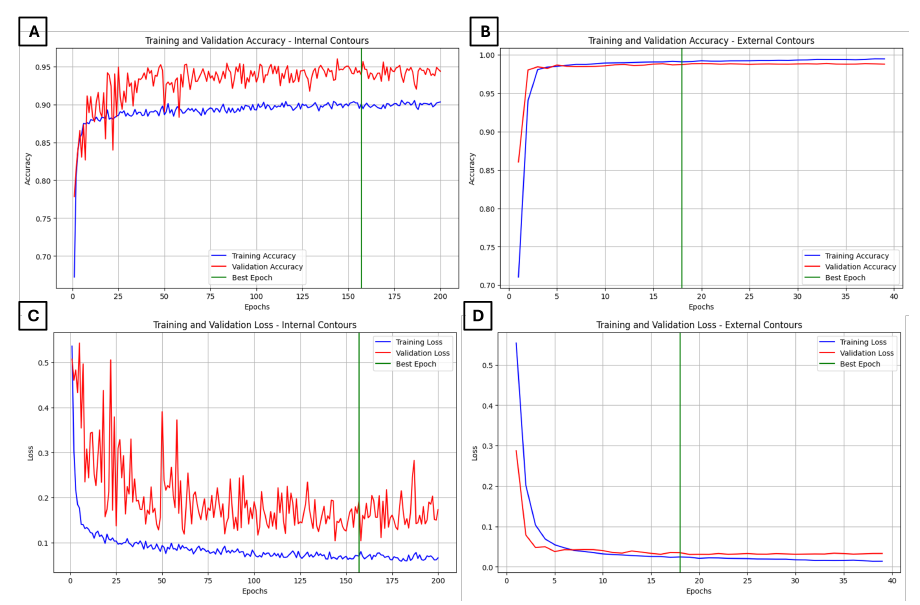 A
Training and Validation Accuracy - Internal Contours
Accuracy
0.95
0.90
0.85
0.80
0.75
0.70
Training Accuracy
Validation Accuracy
Best Epoch
0 25 50 75 100 125 150 175 200
Epochs
B
Training and Validation Accuracy - External Contours
Accuracy
1.00
0.95
0.90
0.85
0.80
0.75
0.70
Training Accuracy
Validation Accuracy
Best Epoch
0 5 10 15 20 25 30 35 40
Epochs
C
Training and Validation Loss - Internal Contours
Loss
0.5
0.4
0.3
0.2
0.1
Training Loss
Validation Loss
Best Epoch
0 25 50 75 100 125 150 175 200
Epochs
D
Training and Validation Loss - External Contours
Loss
0.5
0.4
0.3
0.2
0.1
0.0
Training Loss
Validation Loss
Best Epoch
0 5 10 15 20 25 30 35 40
Epochs